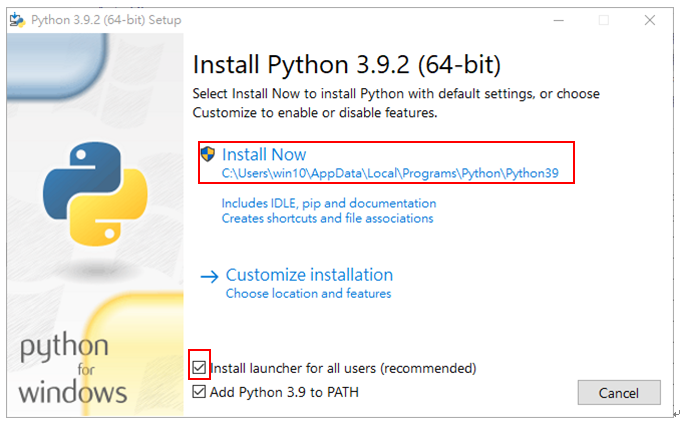 Python 3.9.2 (64-bit) Setup
Install Python 3.9.2 (64-bit)
Select Install Now to install Python with default settings, or choose
Customize to enable or disable features.
Install Now
C:\Users\win10\AppData\Local\Programs\Python\Python39
Includes IDLE, pip and documentation
Creates shortcuts and file associations
Customize installation
Choose location and features
python
for
windows
Install launcher for all users (recommended)
Add Python 3.9 to PATH
Cancel